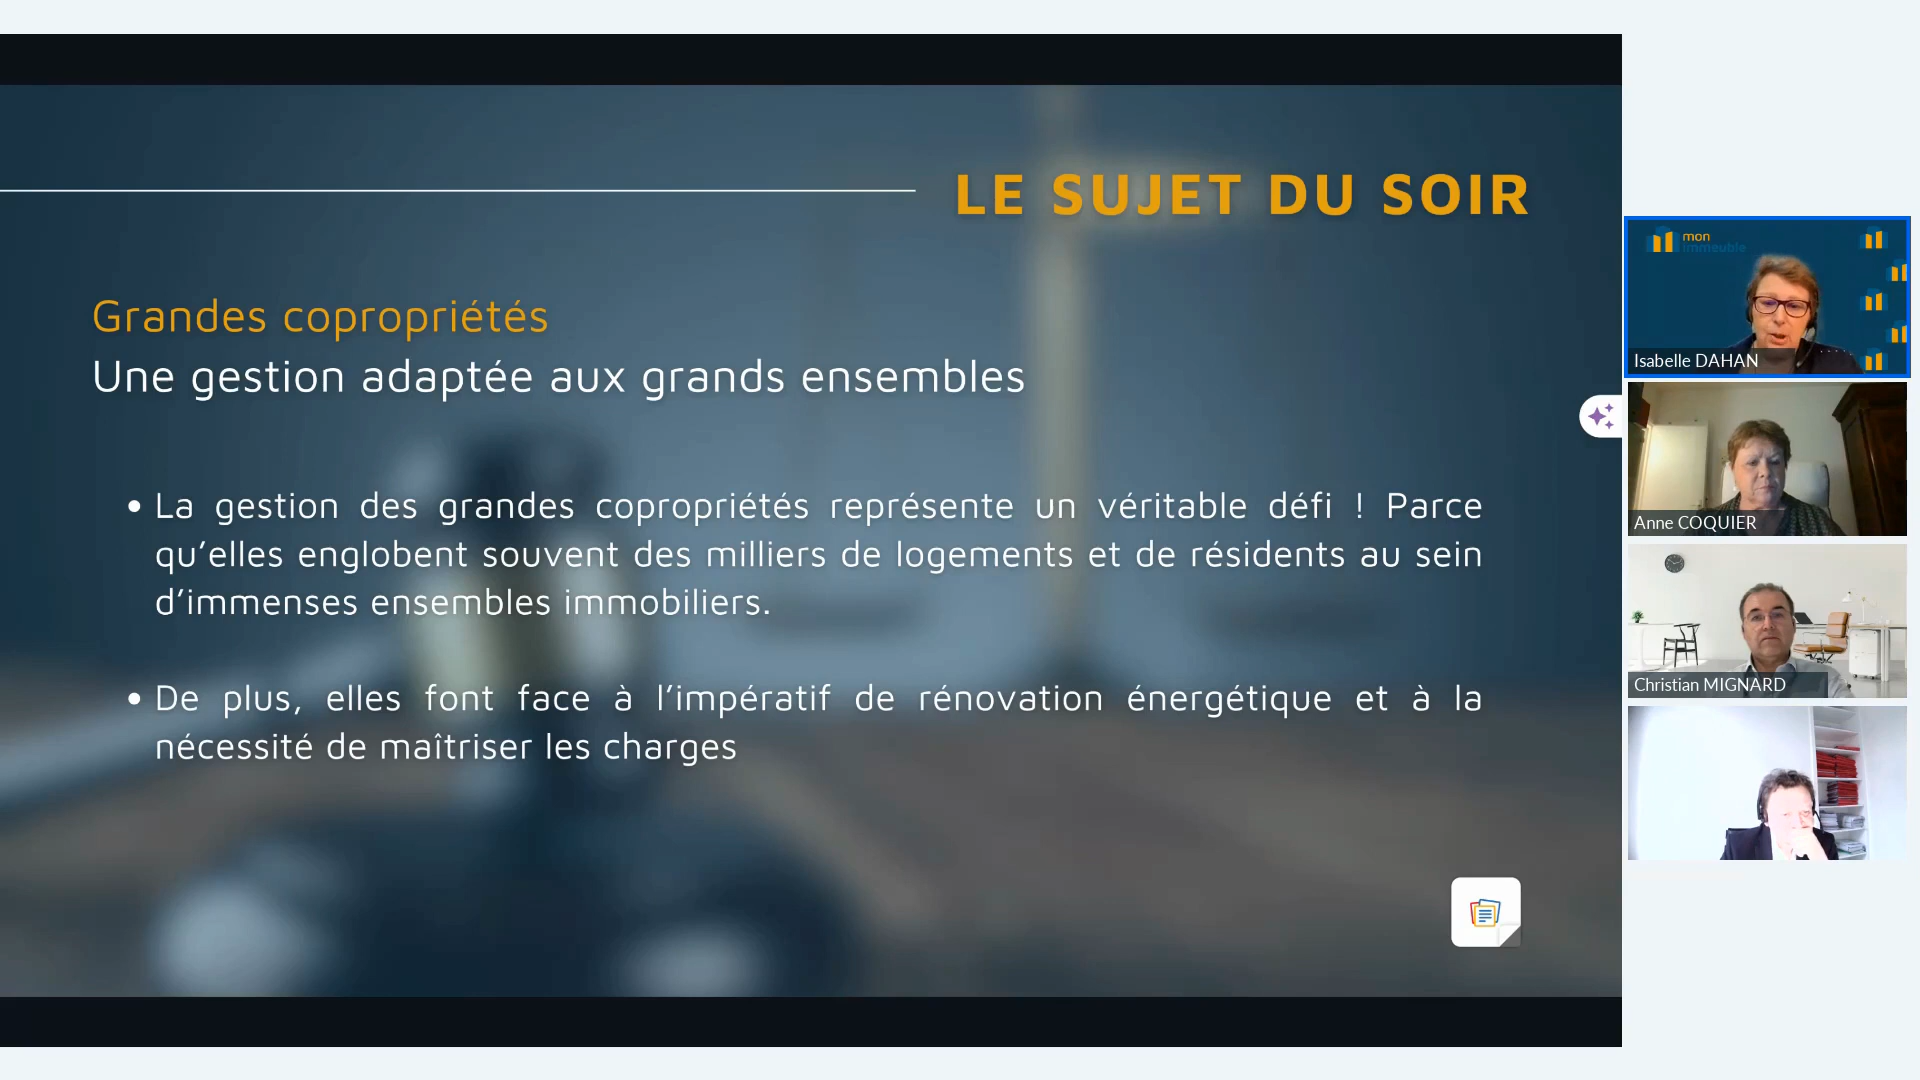 LE SUJET DU SOIR
Grandes copropriétés
Une gestion adaptée aux grands ensembles
• La gestion des grandes copropriétés représente un véritable défi ! Parce
qu’elles englobent souvent des milliers de logements et de résidents au sein
d’immenses ensembles immobiliers.
• De plus, elles font face à l’impératif de rénovation énergétique et à la
nécessité de maîtriser les charges
mon
immeuble
Isabelle DAHAN
Anne COQUIER
Christian MIGNARD